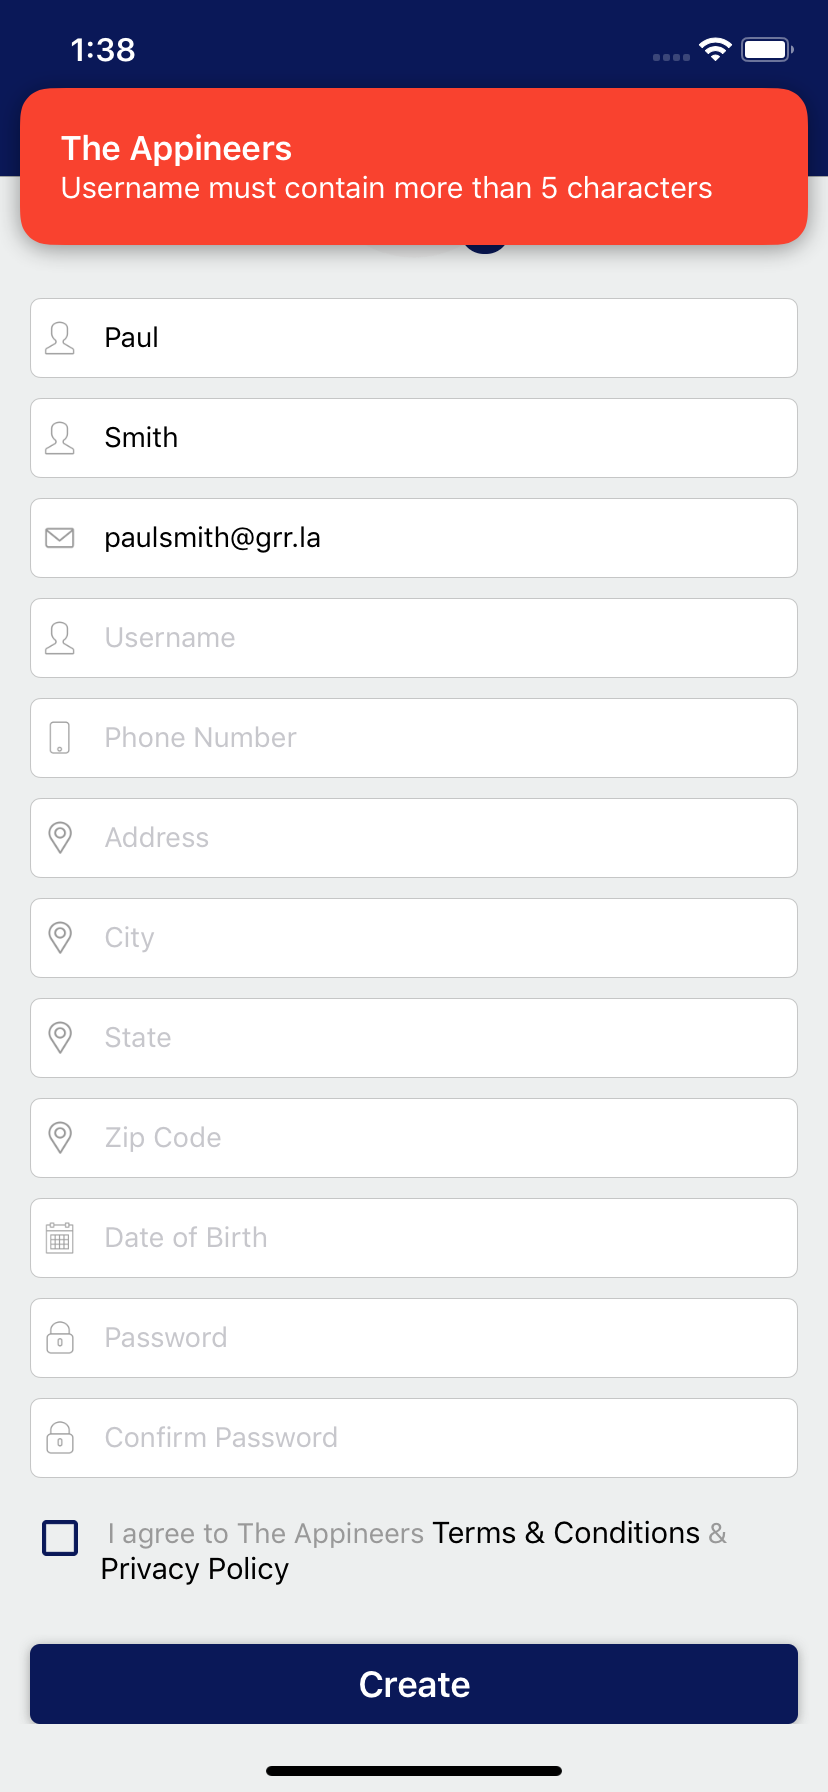 1:38
The Appineers
Username must contain more than 5 characters
Paul
Smith
paulsmith@grr.la
Username
Phone Number
Address
City
State
Zip Code
Date of Birth
Password
Confirm Password
I agree to The Appineers Terms & Conditions &
Privacy Policy
Create